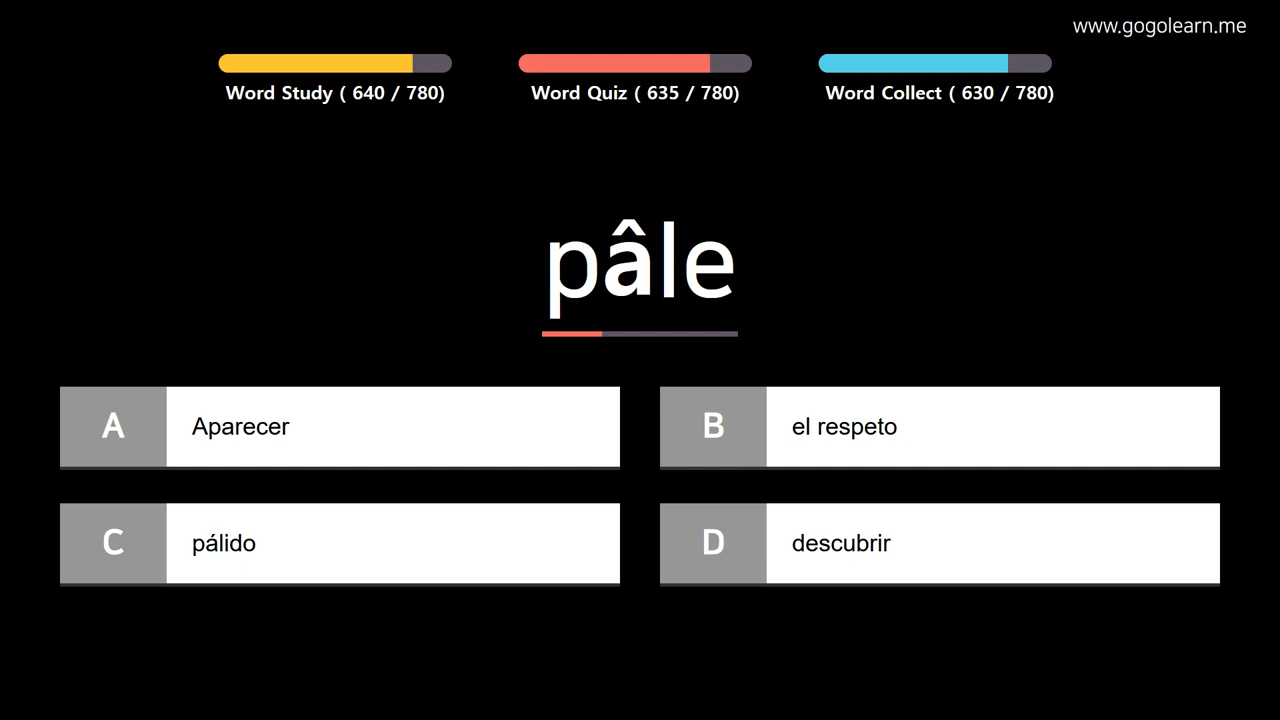 www.gogolearn.me
Word Study ( 640 / 780)
Word Quiz ( 635 / 780)
Word Collect ( 630 / 780)
pâle
A Aparecer
B el respeto
C pálido
D descubrir